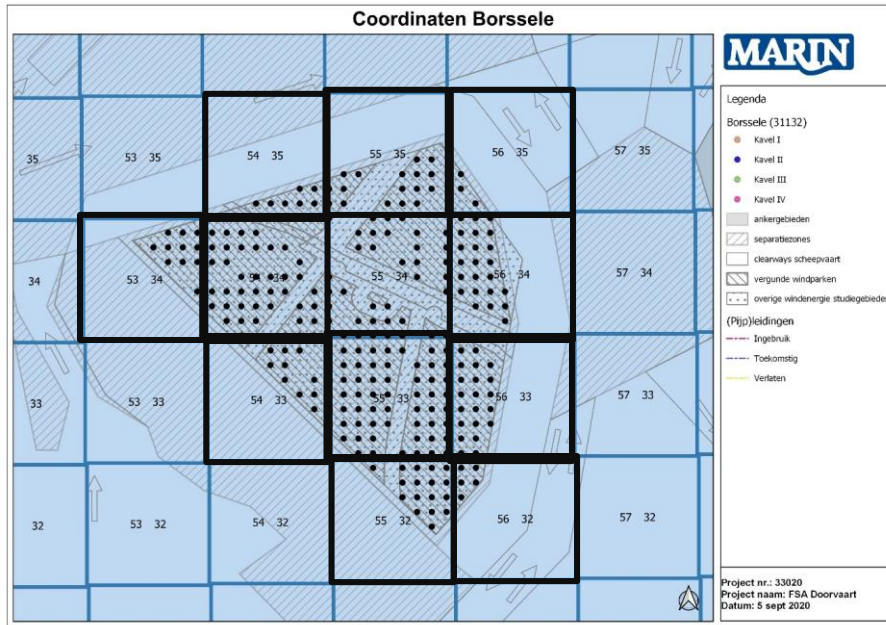 Coordinaten Borssele
MARIN
Legenda
Borssele (31132)
Kavel I
Kavel II
Kavel III
Kavel IV
ankergebieden
separatiezones
clearways scheepvaart
vergunde windparken
overige windenergie studiegebieden
(Pijp)leidingen
Ingebruik
Toekomstig
Verlaten
35 53 35 54 35 55 35 56 35 57 35
34 53 34 54 34 55 34 56 34 57 34
33 53 33 54 33 55 33 56 33 57 33
32 53 32 54 32 55 32 56 32 57 32
Project nr.: 33020
Project naam: FSA Doorvaart
Datum: 5 sept 2020